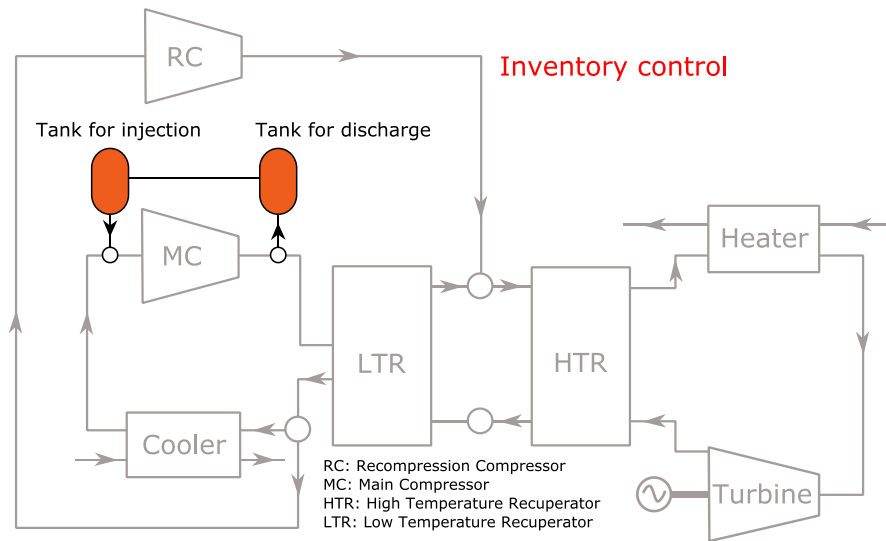 RC
Inventory control
Tank for injection
Tank for discharge
MC
Heater
LTR
HTR
Cooler
Turbine
RC: Recompression Compressor
MC: Main Compressor
HTR: High Temperature Recuperator
LTR: Low Temperature Recuperator